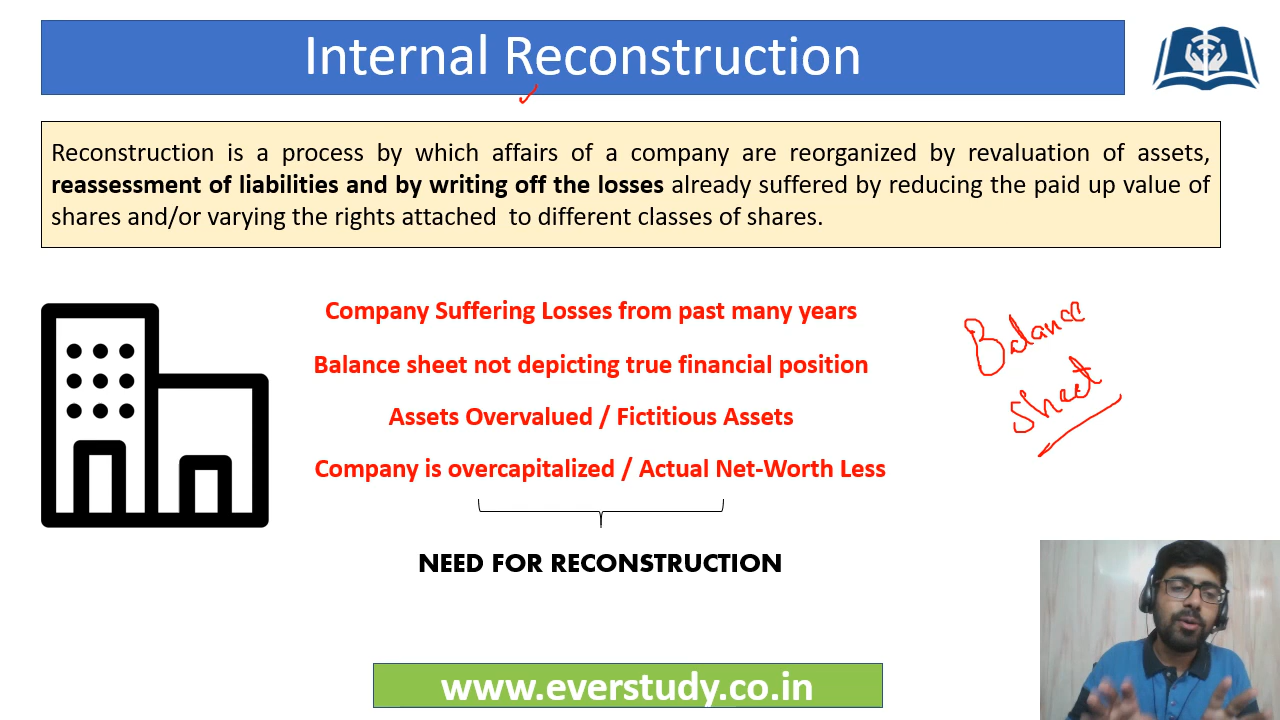 Internal Reconstruction
Reconstruction is a process by which affairs of a company are reorganized by revaluation of assets,
reassessment of liabilities and by writing off the losses already suffered by reducing the paid up value of
shares and/or varying the rights attached to different classes of shares.
Company Suffering Losses from past many years
Balance sheet not depicting true financial position
Assets Overvalued / Fictitious Assets
Company is overcapitalized / Actual Net-Worth Less
Balance
Sheet
NEED FOR RECONSTRUCTION
www.everstudy.co.in